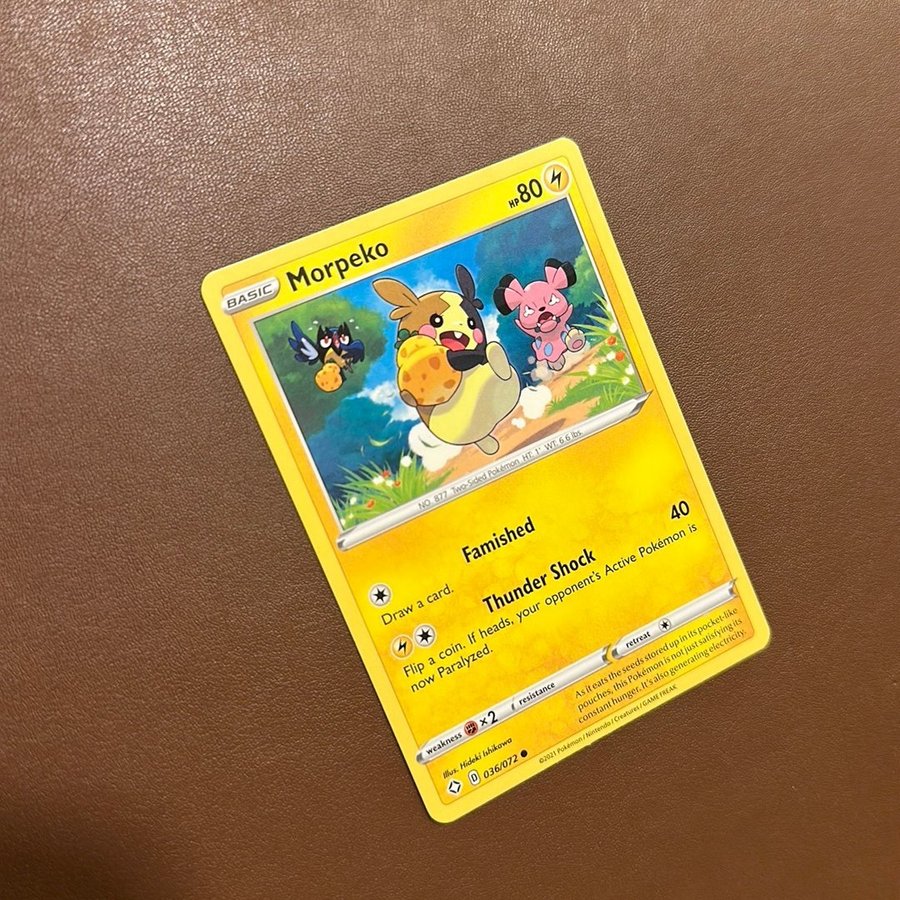 BASIC Morpeko HP 80
NO. 877 Two-Sided Pokémon HT: 1' WT: 6.6 lbs.
Famished
Draw a card.
Thunder Shock 40
Flip a coin. If heads, your opponent's Active Pokémon is
now Paralyzed.
weakness ×2 resistance retreat
As it eats the seeds stored up in its pocket-like
pouches, this Pokémon is not just satisfying its
constant hunger. It's also generating electricity.
Illus. Hideki Ishikawa
D 036/072
©2021 Pokémon / Nintendo / Creatures / GAME FREAK